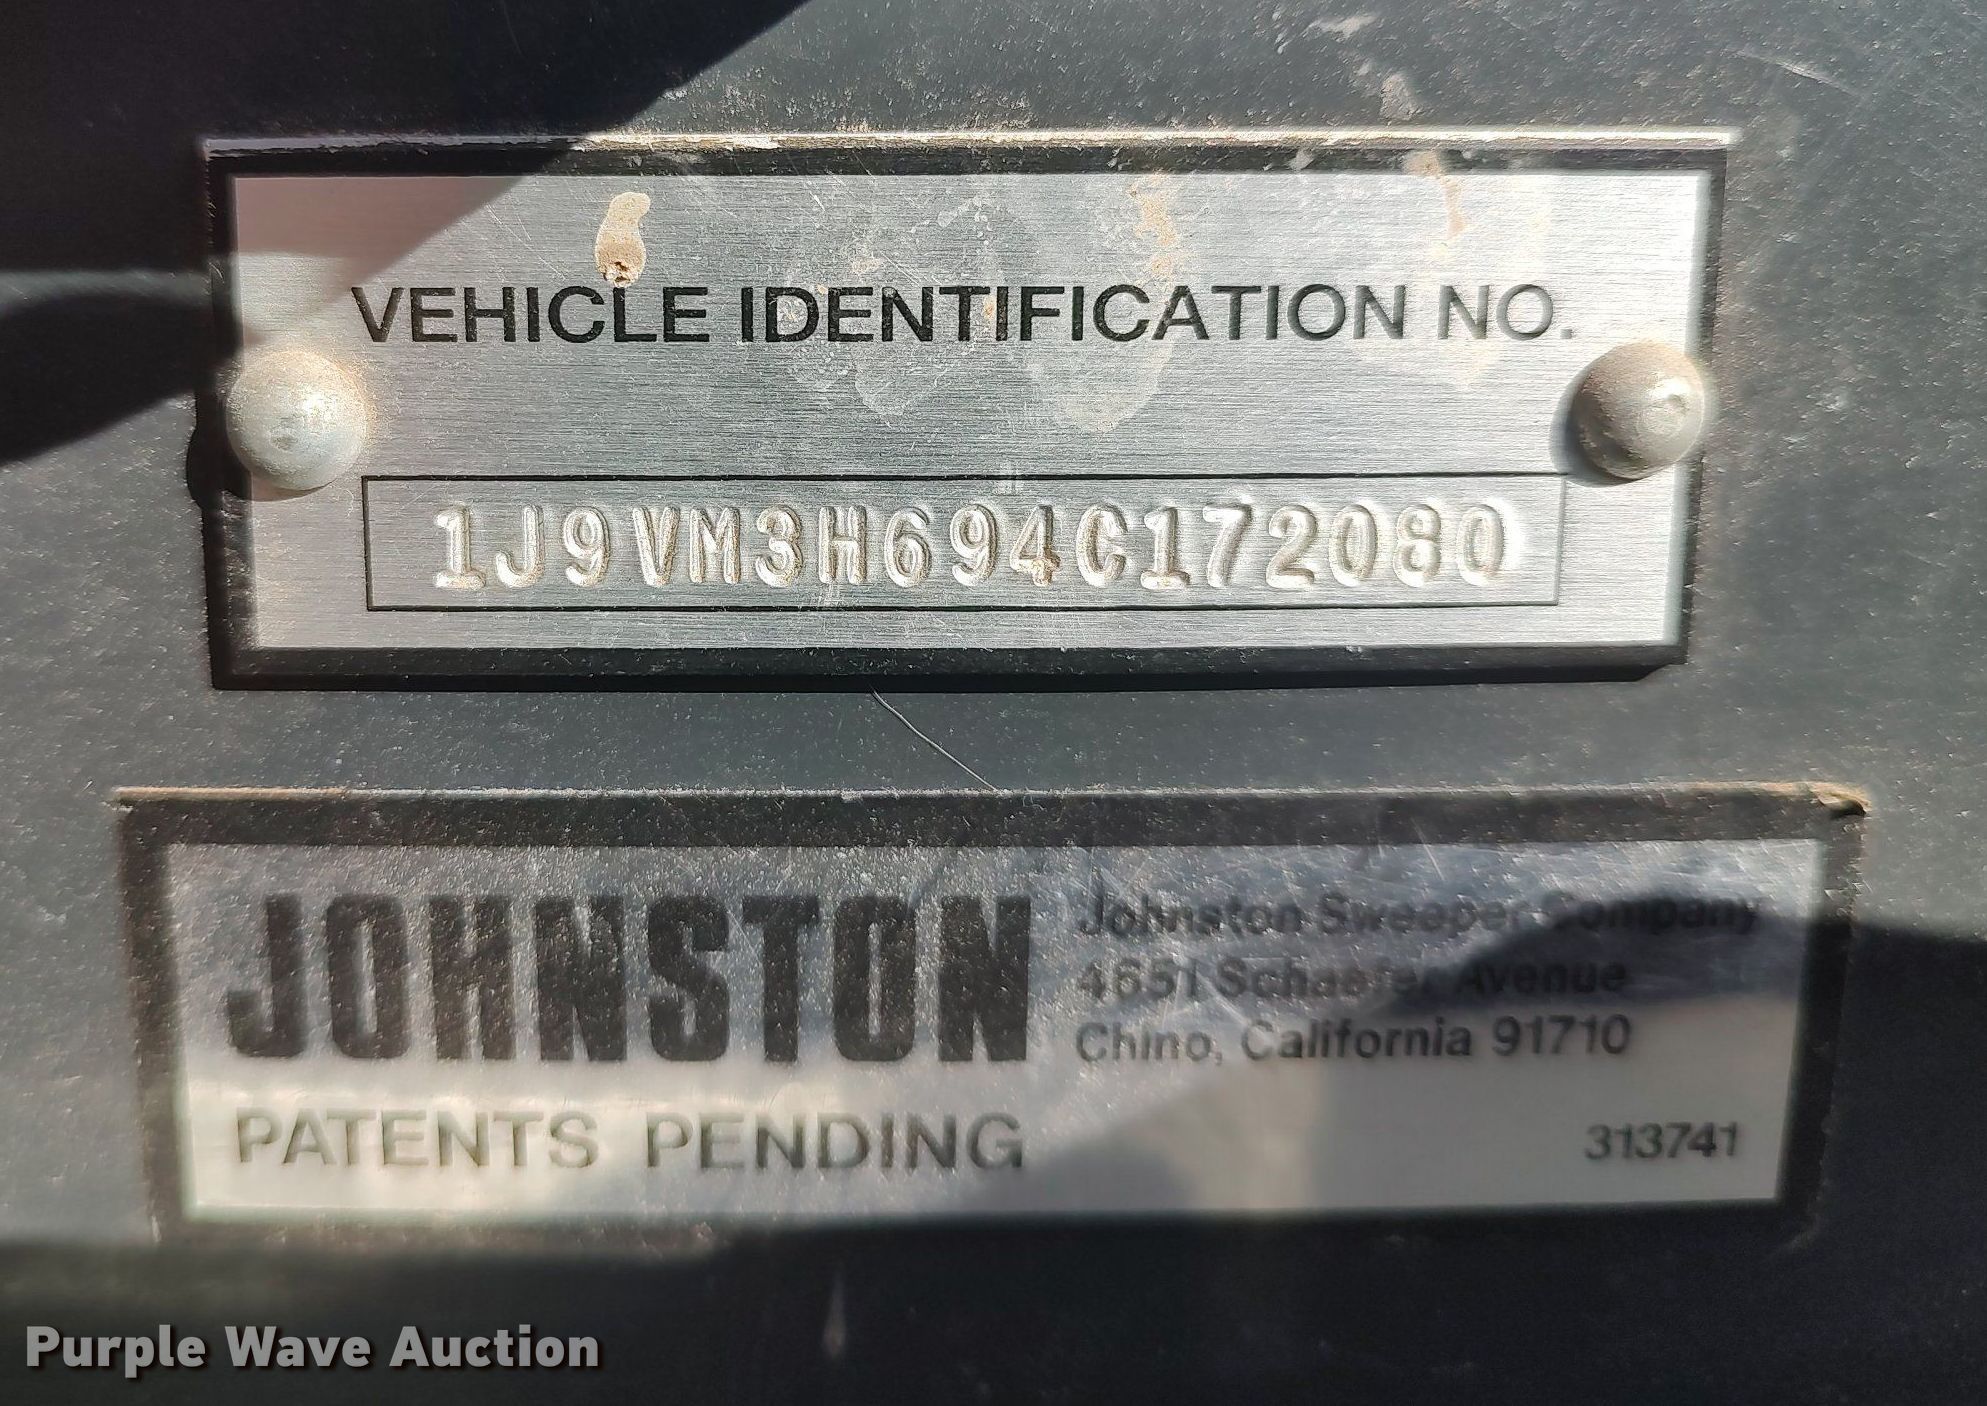 VEHICLE IDENTIFICATION NO.
1J9VM3H694C172080
JOHNSTON
PATENTS PENDING
Johnston Sweeper Company
4651 Schaefer Avenue
Chino, California 91710
313741
Purple Wave Auction